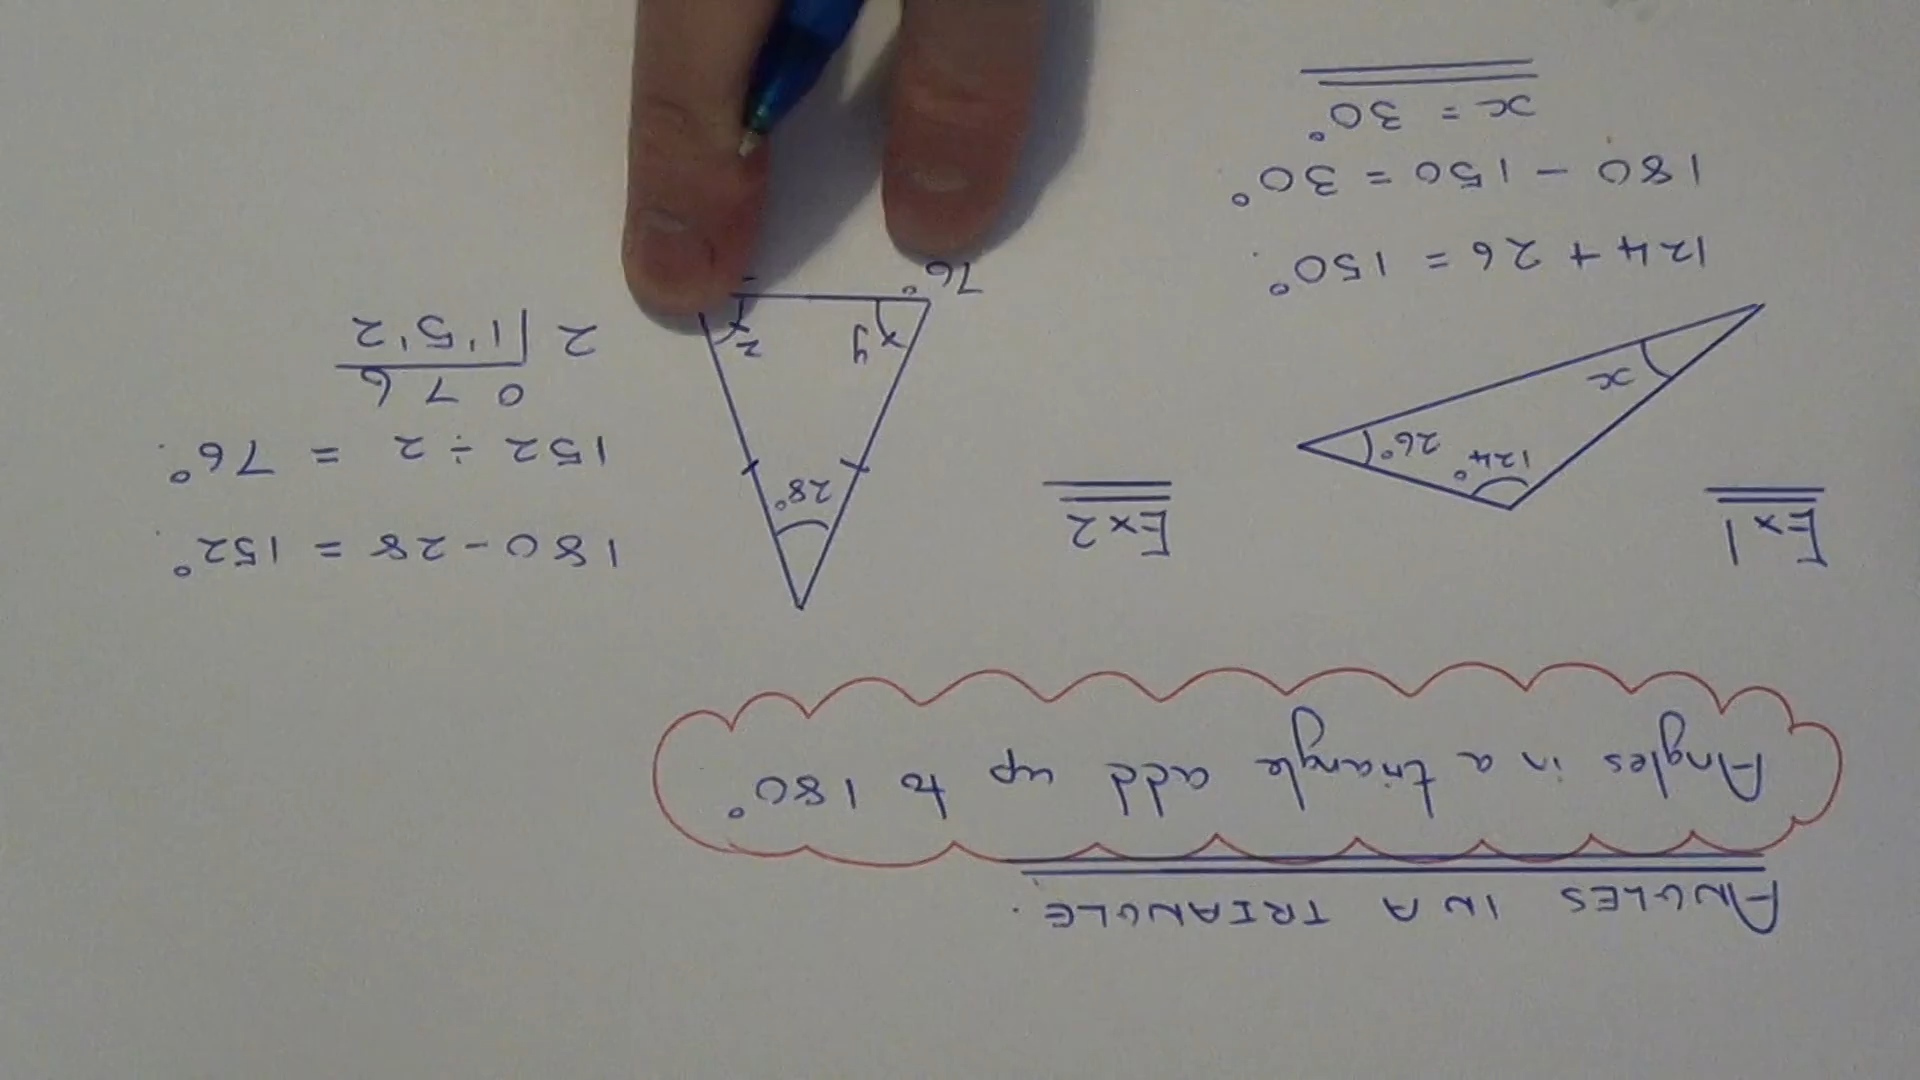 ANGLES IN A TRIANGLE.
Angles in a triangle add up to 180°
Ex1
124°
26°
x
124 + 26 = 150°.
180 - 150 = 30°
x = 30°
Ex2
28°
y
z
76°
180 - 28 = 152°.
152 ÷ 2 = 76°.
0 7 6
2 1'5'2